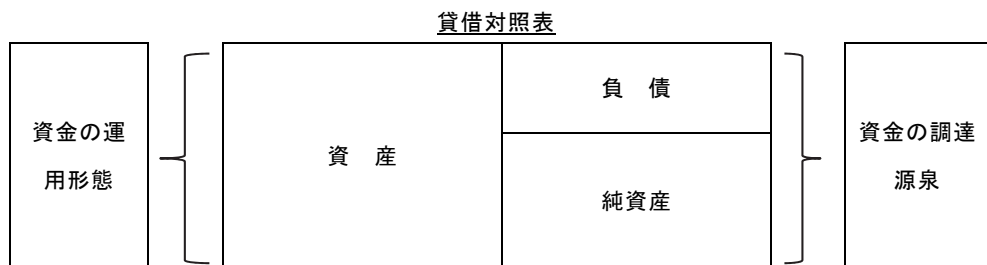 貸借対照表
資金の運
用形態
資　産
負　債
純資産
資金の調達
源泉